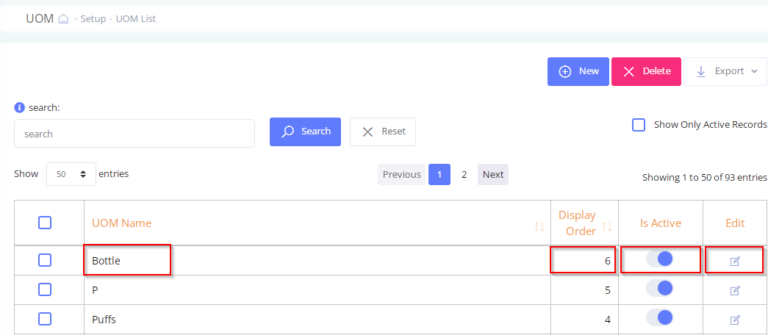 UOM Setup UOM List
New Delete Export
search:
search Search Reset Show Only Active Records
Show 50 entries Previous 1 2 Next Showing 1 to 50 of 93 entries
UOM Name Display Order Is Active Edit
Bottle 6
P 5
Puffs 4